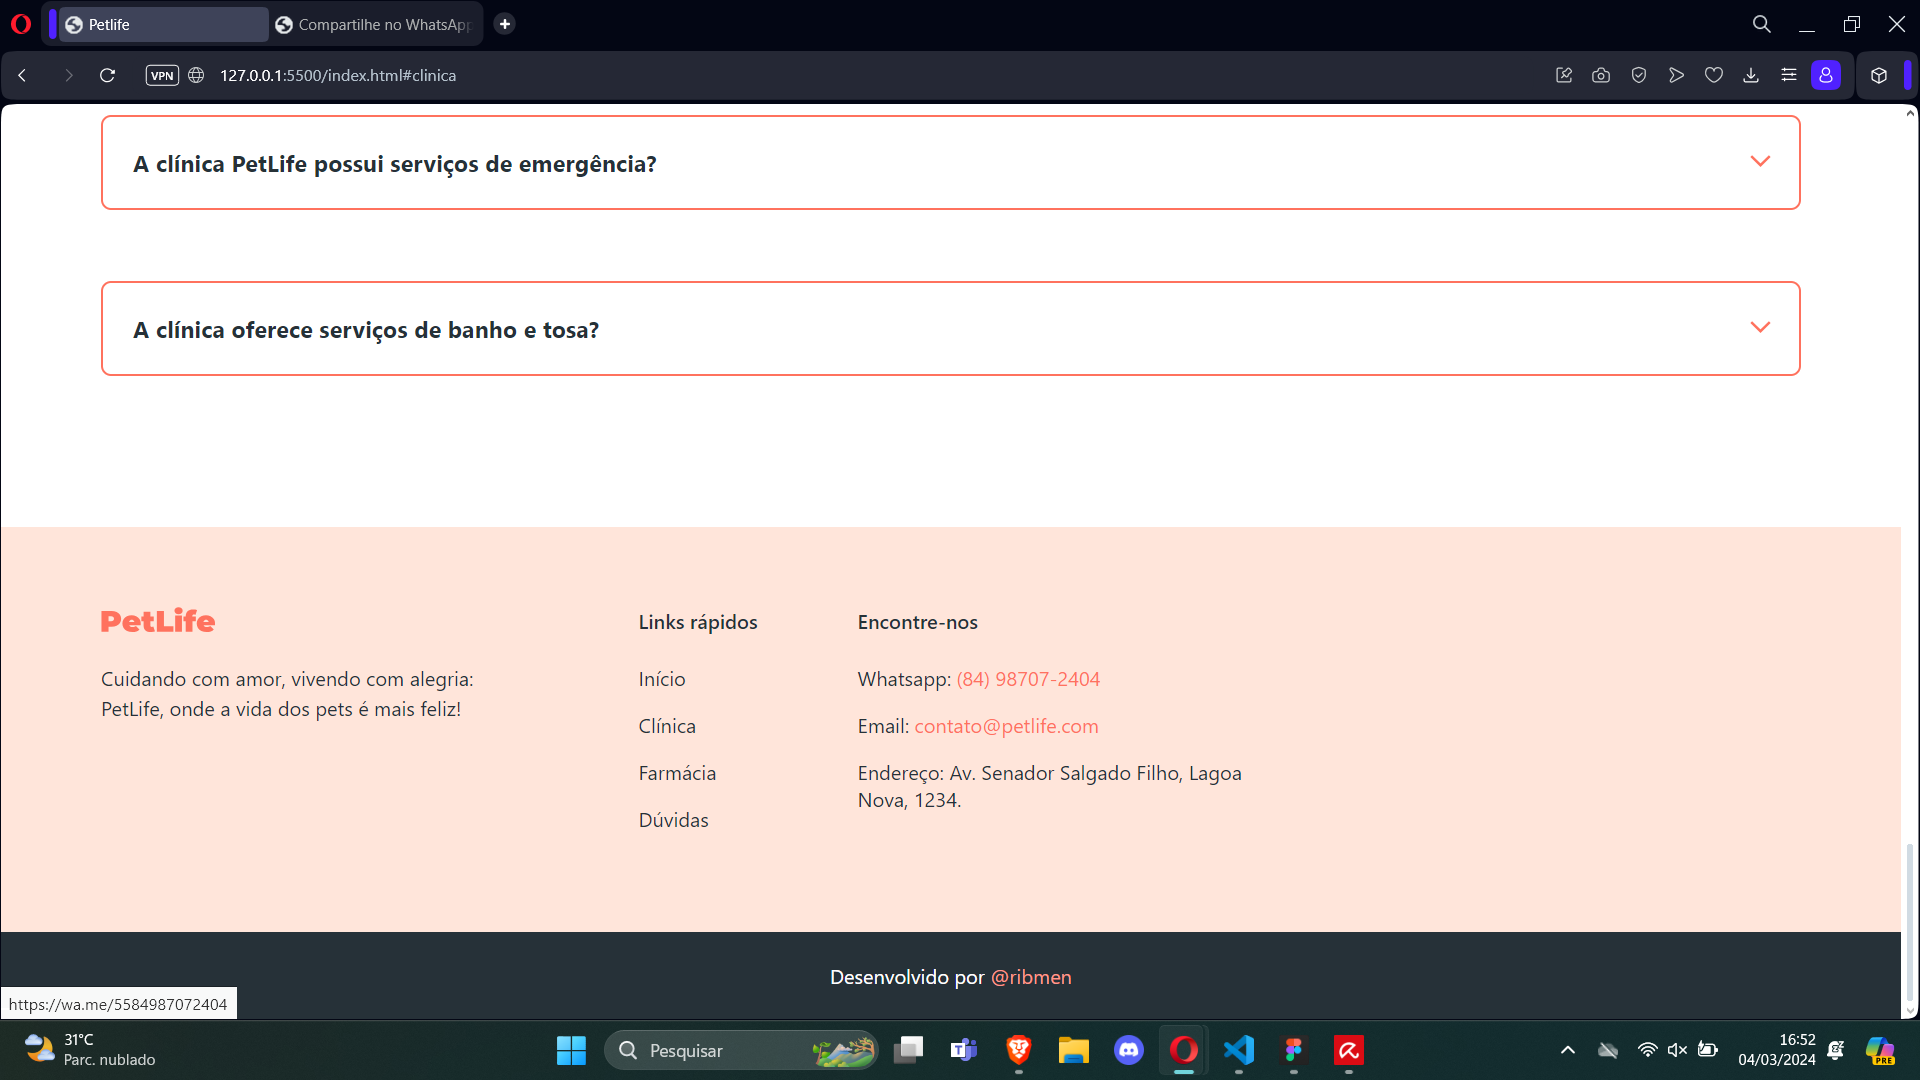 Petlife
Compartilhe no WhatsApp
VPN
127.0.0.1:5500/index.html#clinica
A clínica PetLife possui serviços de emergência?
A clínica oferece serviços de banho e tosa?
PetLife
Cuidando com amor, vivendo com alegria:
PetLife, onde a vida dos pets é mais feliz!
Links rápidos
Início
Clínica
Farmácia
Dúvidas
Encontre-nos
Whatsapp: (84) 98707-2404
Email: contato@petlife.com
Endereço: Av. Senador Salgado Filho, Lagoa
Nova, 1234.
Desenvolvido por @ribmen
https://wa.me/5584987072404
31°C
Parc. nublado
Pesquisar
16:52
04/03/2024
PRE